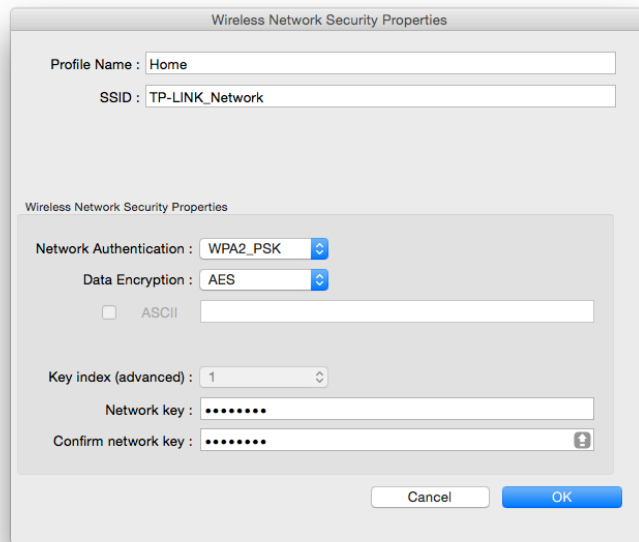 Wireless Network Security Properties
Profile Name : Home
SSID : TP-LINK_Network
Wireless Network Security Properties
Network Authentication : WPA2_PSK
Data Encryption : AES
ASCII
Key index (advanced) : 1
Network key : ••••••••
Confirm network key : ••••••••
Cancel OK